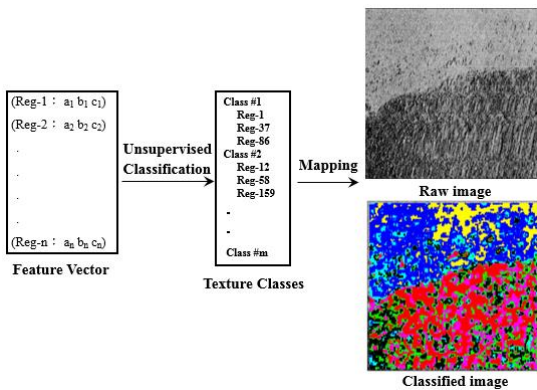 (Reg-1： a₁ b₁ c₁)
(Reg-2： a₂ b₂ c₂)
.
.
.
.
(Reg-n： aₙ bₙ cₙ)
Feature Vector
Unsupervised
Classification
Class #1
Reg-1
Reg-37
Reg-86
Class #2
Reg-12
Reg-58
Reg-159
-
-
Class #m
Texture Classes
Mapping
Raw image
Classified image